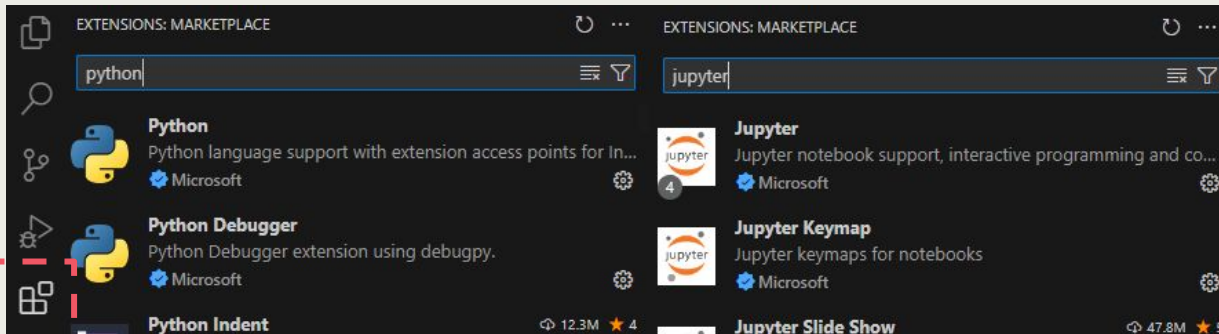 EXTENSIONS: MARKETPLACE
python
Python
Python language support with extension access points for In...
Microsoft
Python Debugger
Python Debugger extension using debugpy.
Microsoft
Python Indent 12.3M ★ 4
EXTENSIONS: MARKETPLACE
jupyter
jupyter
4
Jupyter
Jupyter notebook support, interactive programming and co...
Microsoft
jupyter
Jupyter Keymap
Jupyter keymaps for notebooks
Microsoft
Jupyter Slide Show 47.8M ★